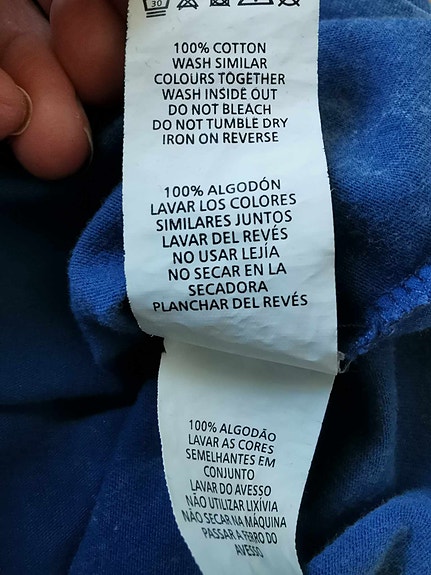 30
100% COTTON
WASH SIMILAR
COLOURS TOGETHER
WASH INSIDE OUT
DO NOT BLEACH
DO NOT TUMBLE DRY
IRON ON REVERSE
100% ALGODÓN
LAVAR LOS COLORES
SIMILARES JUNTOS
LAVAR DEL REVÉS
NO USAR LEJÍA
NO SECAR EN LA
SECADORA
PLANCHAR DEL REVÉS
100% ALGODÃO
LAVAR AS CORES
SEMELHANTES EM
CONJUNTO
LAVAR DO AVESSO
NÃO UTILIZAR LIXÍVIA
NÃO SECAR NA MÁQUINA
PASSAR A FERRO DO
AVESSO